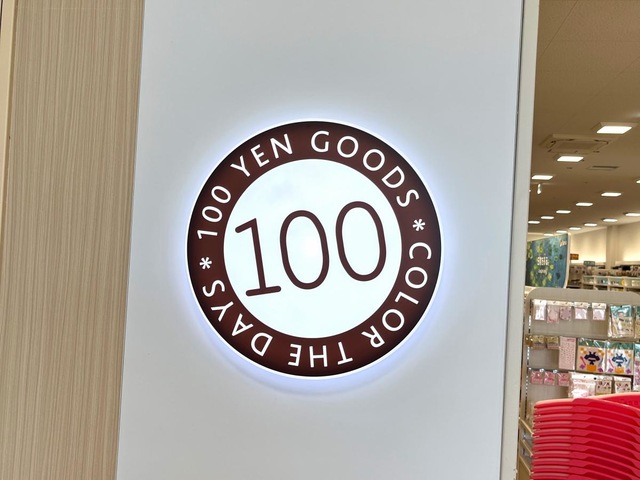 100 YEN GOODS * COLOR THE DAYS *
100